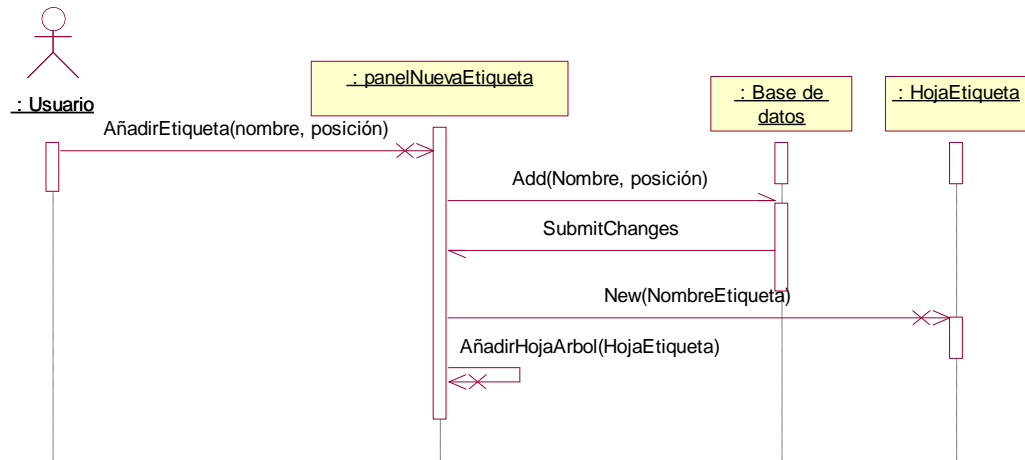 : Usuario
: panelNuevaEtiqueta
: Base de
datos
: HojaEtiqueta
AñadirEtiqueta(nombre, posición)
Add(Nombre, posición)
SubmitChanges
New(NombreEtiqueta)
AñadirHojaArbol(HojaEtiqueta)